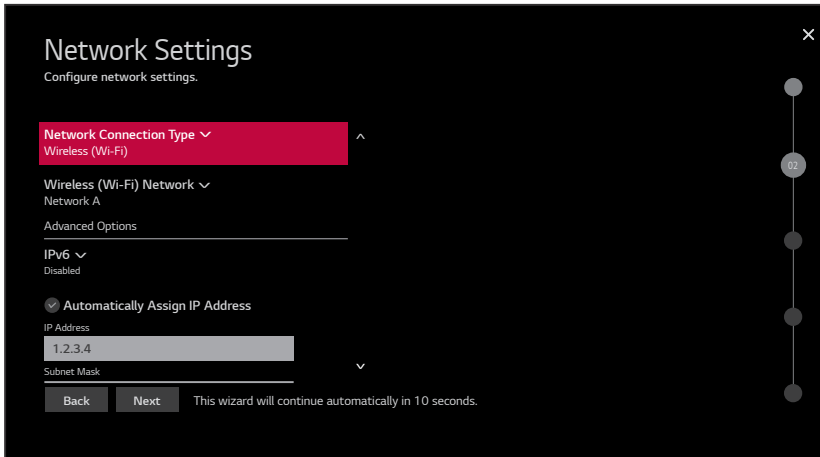 Network Settings
Configure network settings.
Network Connection Type
Wireless (Wi-Fi)
02
Wireless (Wi-Fi) Network
Network A
Advanced Options
IPv6
Disabled
Automatically Assign IP Address
IP Address
1.2.3.4
Subnet Mask
Back Next This wizard will continue automatically in 10 seconds.